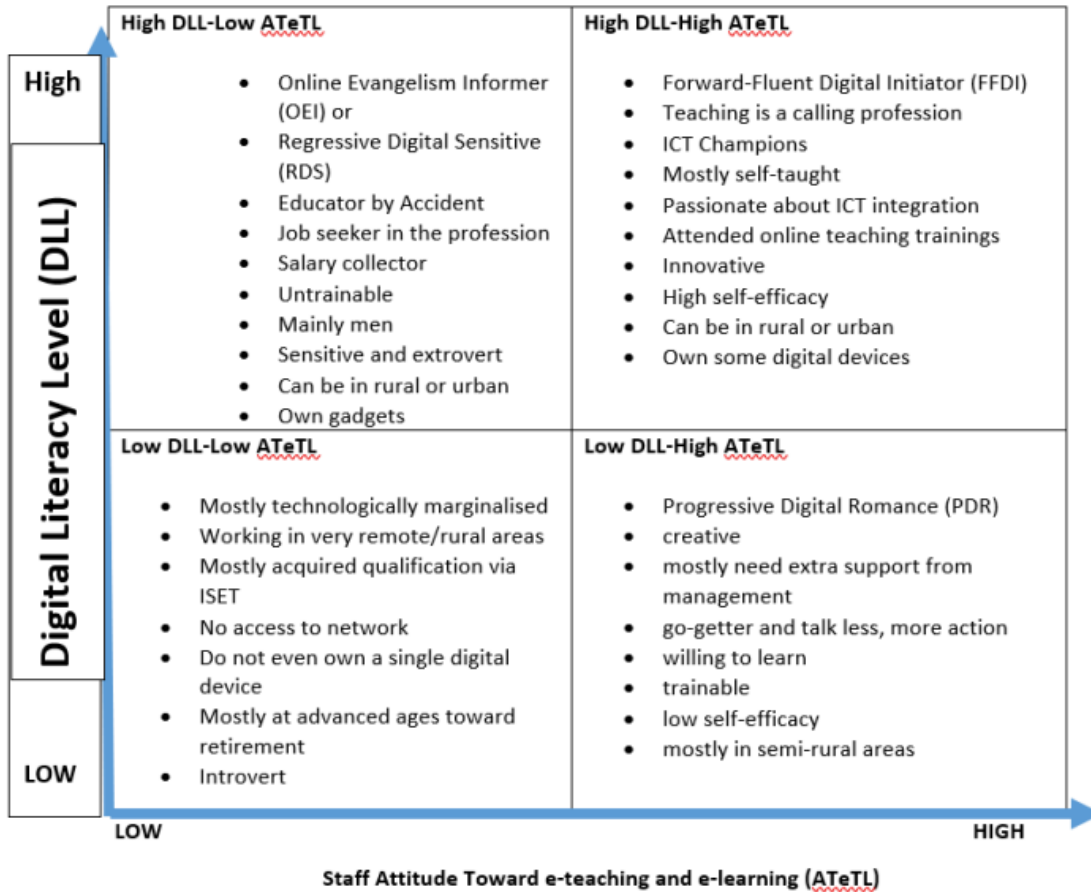 High DLL-Low ATeTL
• Online Evangelism Informer
(OEI) or
• Regressive Digital Sensitive
(RDS)
• Educator by Accident
• Job seeker in the profession
• Salary collector
• Untrainable
• Mainly men
• Sensitive and extrovert
• Can be in rural or urban
• Own gadgets
High DLL-High ATeTL
• Forward-Fluent Digital Initiator (FFDI)
• Teaching is a calling profession
• ICT Champions
• Mostly self-taught
• Passionate about ICT integration
• Attended online teaching trainings
• Innovative
• High self-efficacy
• Can be in rural or urban
• Own some digital devices
High
Digital Literacy Level (DLL)
LOW
Low DLL-Low ATeTL
• Mostly technologically marginalised
• Working in very remote/rural areas
• Mostly acquired qualification via
ISET
• No access to network
• Do not even own a single digital
device
• Mostly at advanced ages toward
retirement
• Introvert
Low DLL-High ATeTL
• Progressive Digital Romance (PDR)
• creative
• mostly need extra support from
management
• go-getter and talk less, more action
• willing to learn
• trainable
• low self-efficacy
• mostly in semi-rural areas
LOW
HIGH
Staff Attitude Toward e-teaching and e-learning (ATeTL)